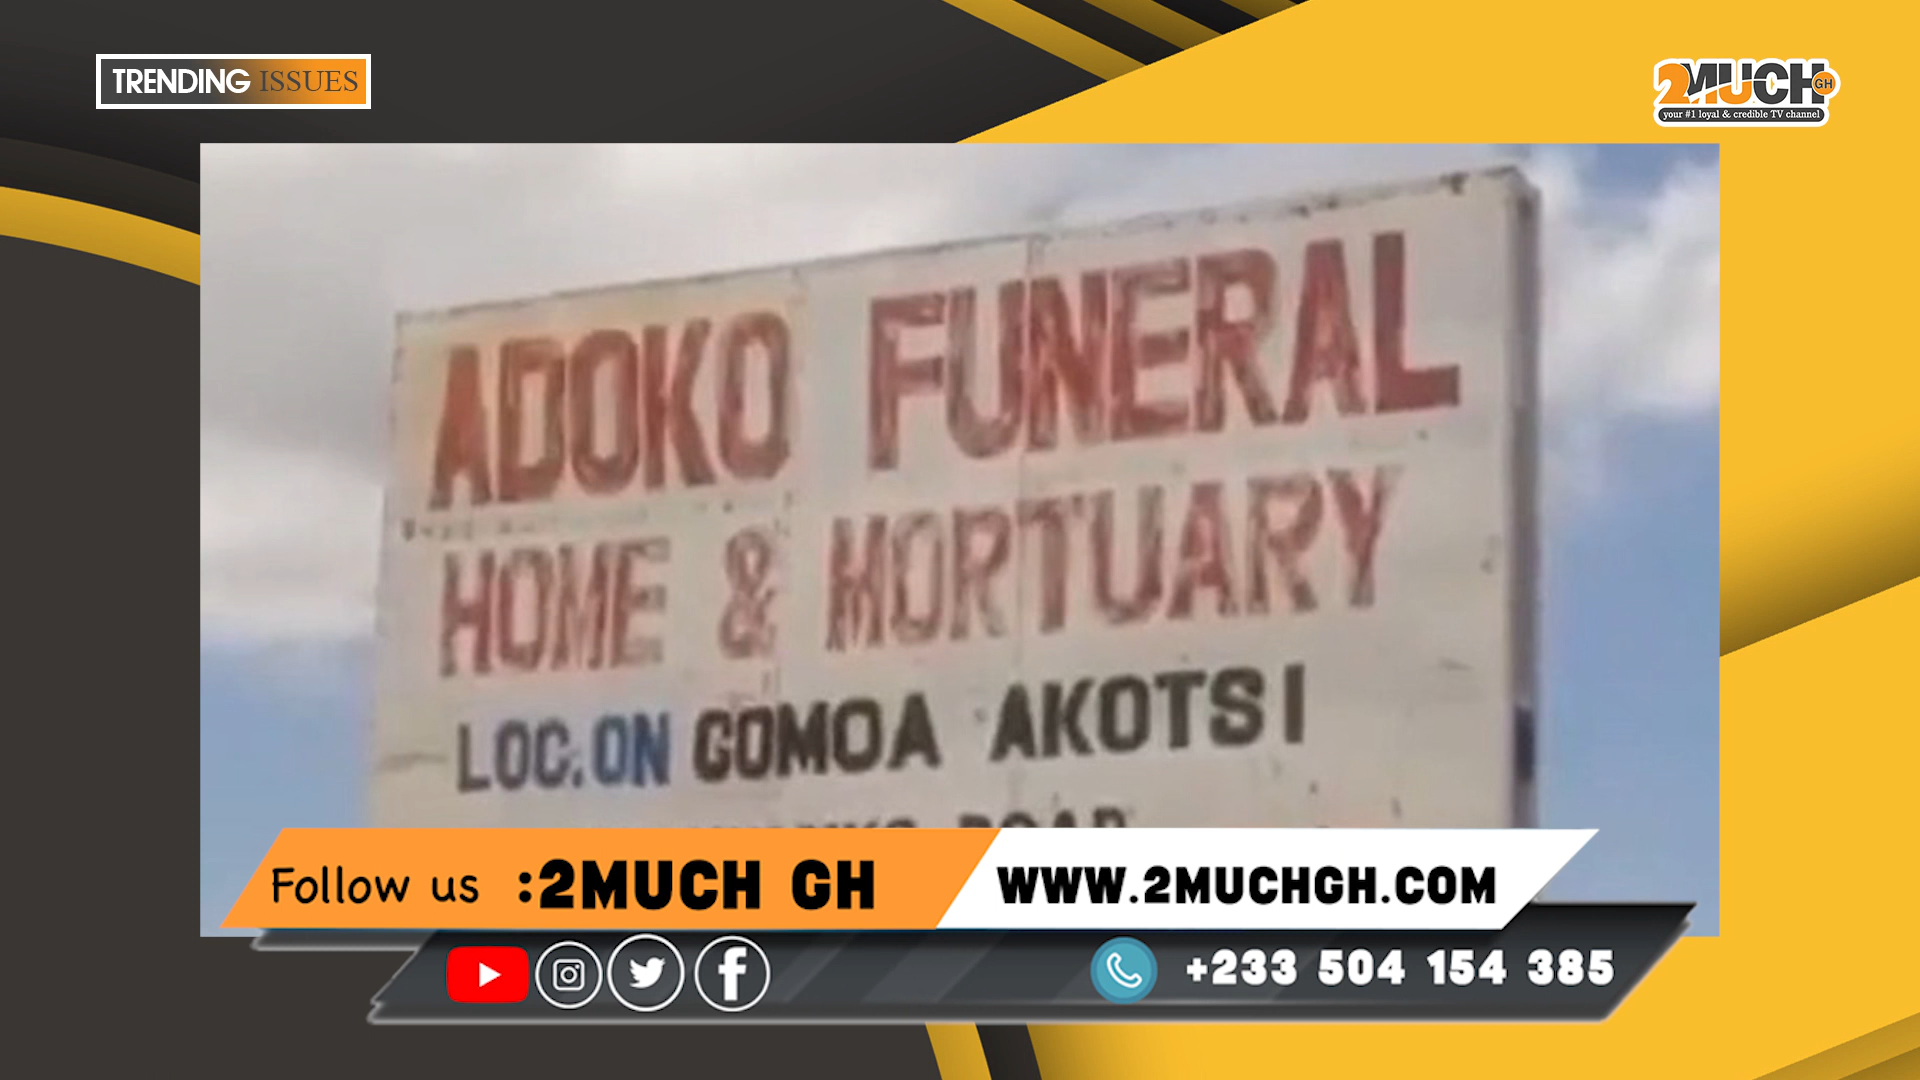 TRENDING ISSUES
2MUCH GH
your #1 loyal & credible TV channel
ADOKO FUNERAL
HOME & MORTUARY
LOC.ON GOMOA AKOTSI
ROAD
Follow us :2MUCH GH
WWW.2MUCHGH.COM
+233 504 154 385